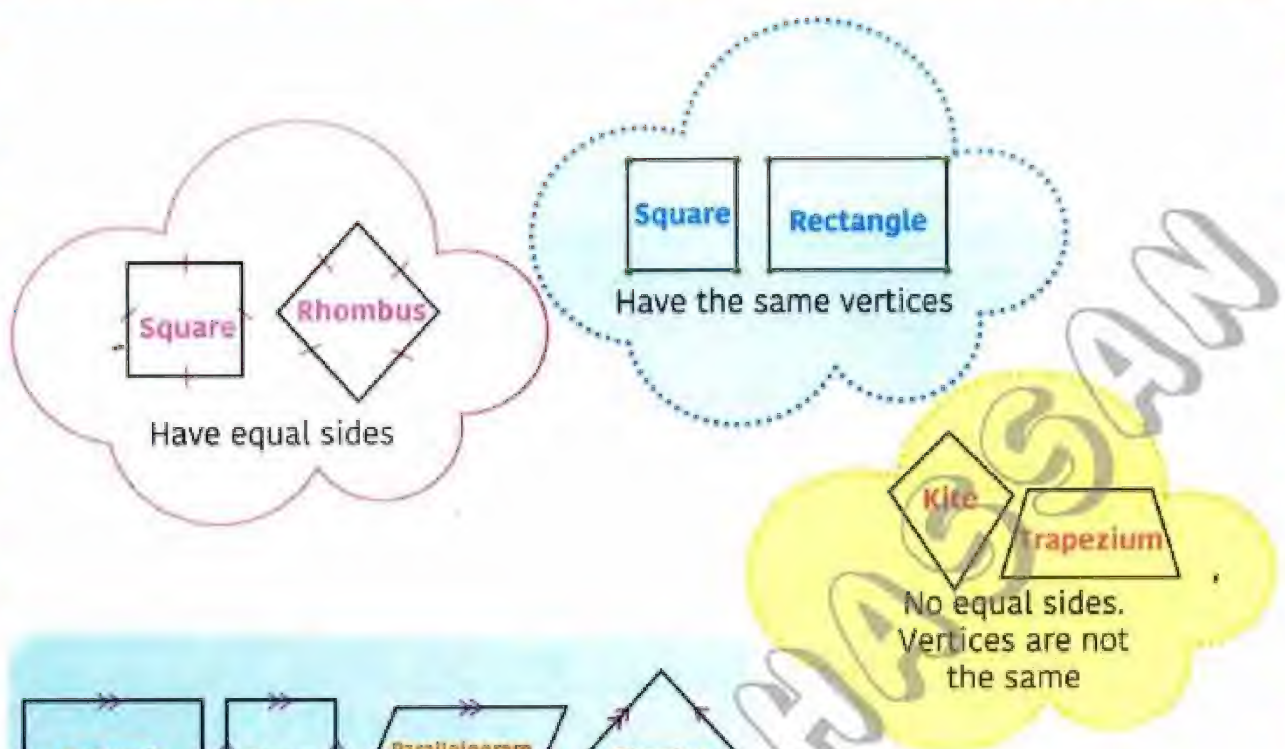 Square
Rhombus
Have equal sides
Square
Rectangle
Have the same vertices
Kite
Trapezium
No equal sides.
Vertices are not
the same
Parallelogram
HASSAN